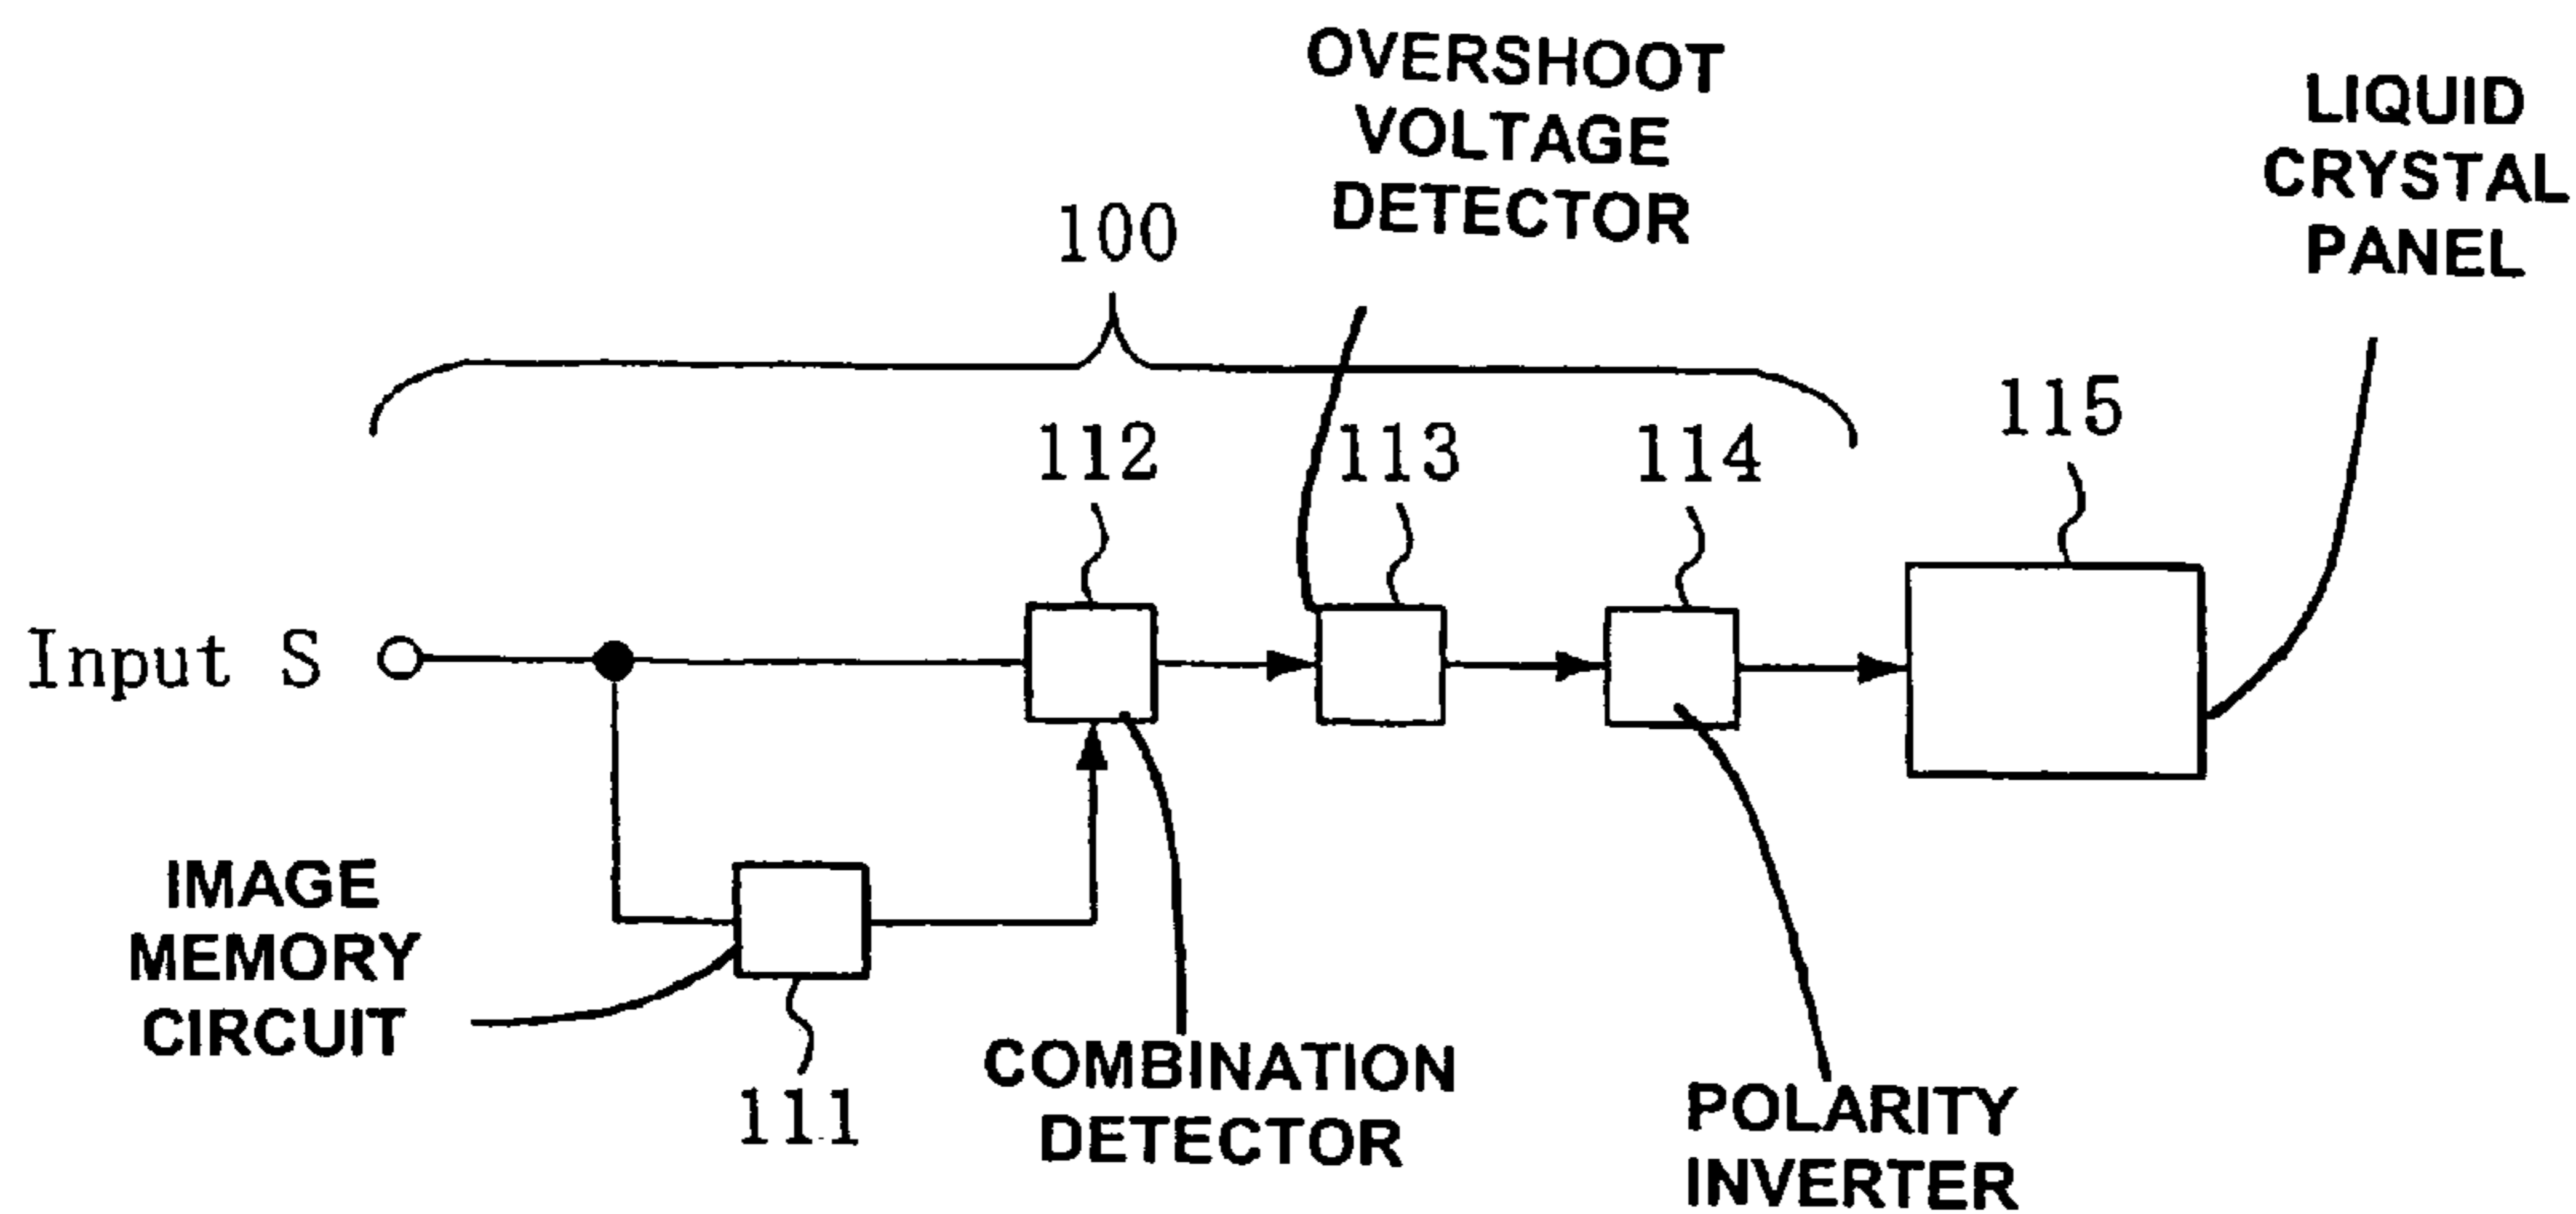 OVERSHOOT
VOLTAGE
DETECTOR
LIQUID
CRYSTAL
PANEL
100
112
113
114
115
Input S
IMAGE
MEMORY
CIRCUIT
111
COMBINATION
DETECTOR
POLARITY
INVERTER